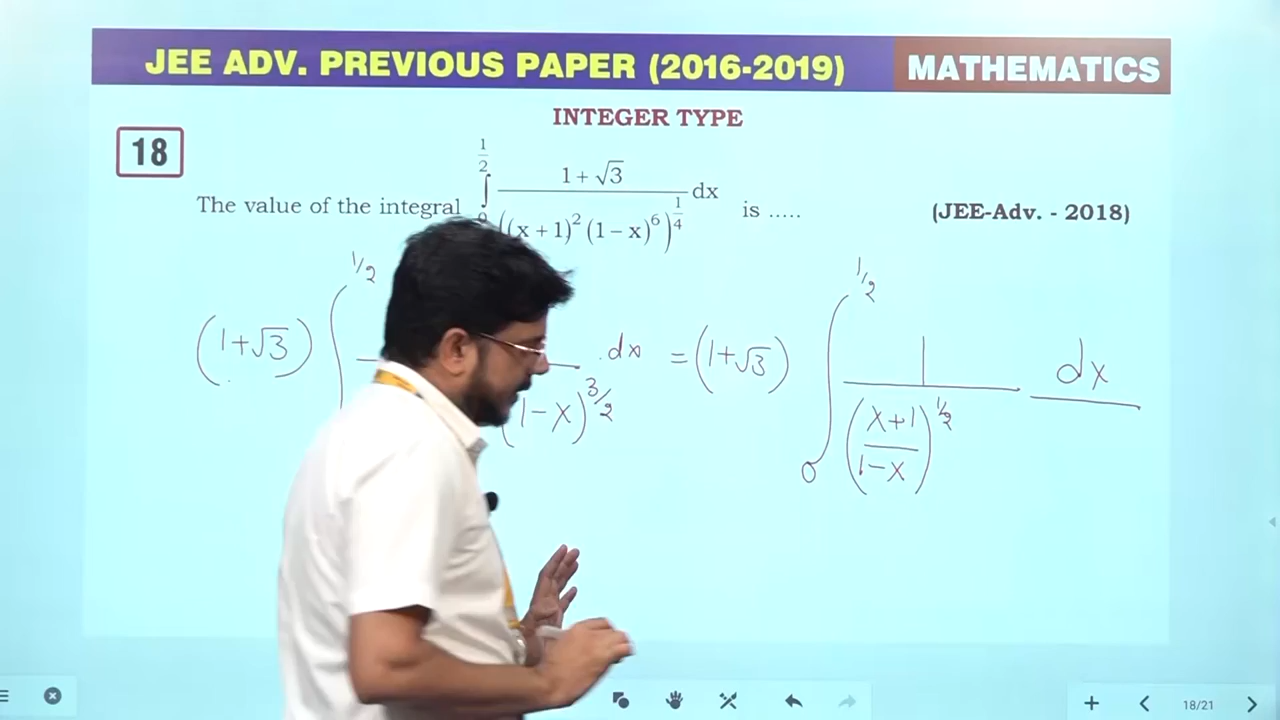 JEE ADV. PREVIOUS PAPER (2016-2019) MATHEMATICS
INTEGER TYPE
18
The value of the integral ∫ 0 1/2 (1 + √3) / ((x + 1)² (1 − x)⁶)^(1/4) dx is ..... (JEE-Adv. - 2018)
(1+√3) ∫ 1/2 (1−x)^(3/2) .dx = (1+√3) ∫ 0 1/2 1 / ((x+1)/(1−x))^(1/2) dx
18/21